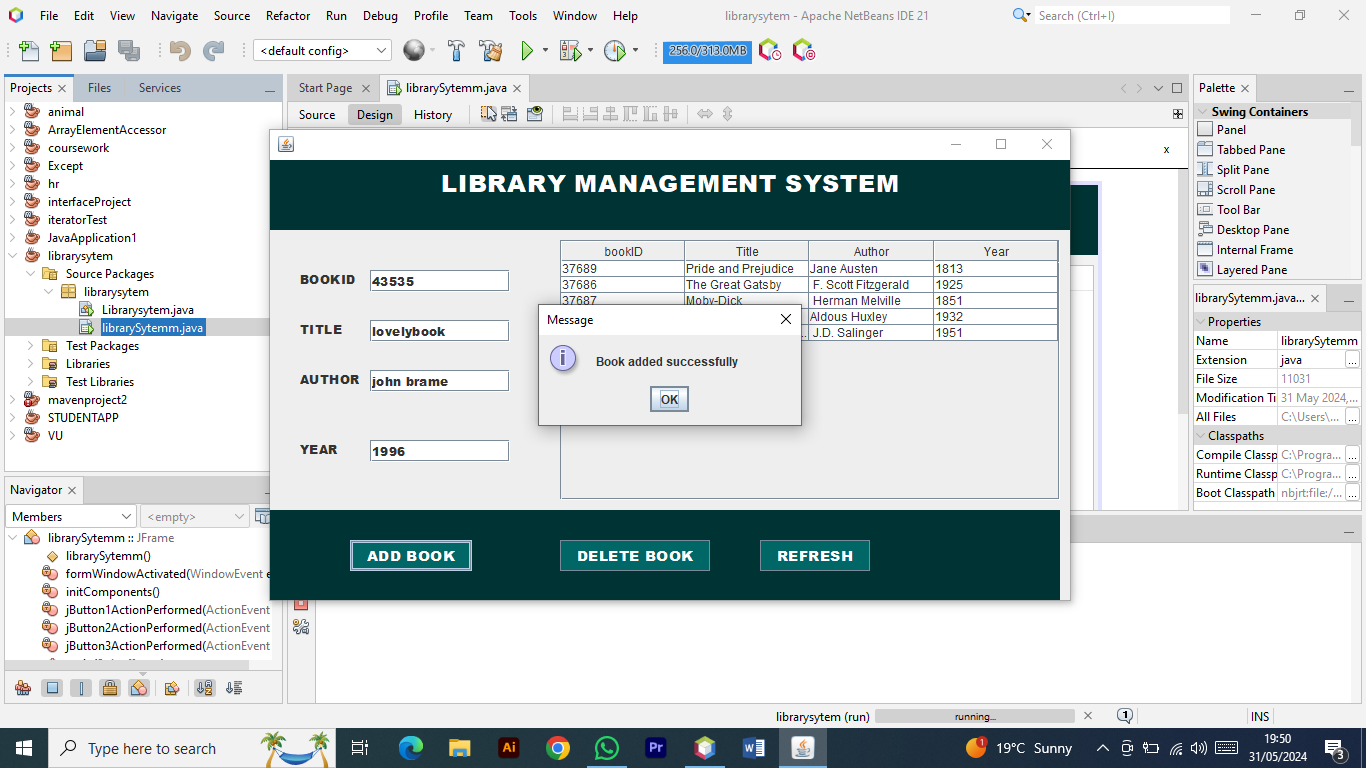 File Edit View Navigate Source Refactor Run Debug Profile Team Tools Window Help librarysytem - Apache NetBeans IDE 21 Search (Ctrl+I)
<default config> 256.0/313.0MB
Projects Files Services
Start Page librarySytemm.java
Palette
Source Design History
animal
ArrayElementAccessor
coursework
Except
hr
interfaceProject
iteratorTest
JavaApplication1
librarysytem
Source Packages
librarysytem
Librarysytem.java
librarySytemm.java
Test Packages
Libraries
Test Libraries
mavenproject2
STUDENTAPP
VU
Navigator
Members <empty>
librarySytemm :: JFrame
librarySytemm()
formWindowActivated(WindowEvent e
initComponents()
jButton1ActionPerformed(ActionEvent
jButton2ActionPerformed(ActionEvent
jButton3ActionPerformed(ActionEvent
LIBRARY MANAGEMENT SYSTEM
BOOKID 43535
TITLE lovelybook
AUTHOR john brame
YEAR 1996
bookID Title Author Year
37689 Pride and Prejudice Jane Austen 1813
37686 The Great Gatsby F. Scott Fitzgerald 1925
37687 Moby-Dick Herman Melville 1851
Aldous Huxley 1932
... J.D. Salinger 1951
Message
Book added successfully
OK
ADD BOOK DELETE BOOK REFRESH
x
Swing Containers
Panel
Tabbed Pane
Split Pane
Scroll Pane
Tool Bar
Desktop Pane
Internal Frame
Layered Pane
librarySytemm.java...
Properties
Name librarySytemm
Extension java ...
File Size 11031
Modification Ti 31 May 2024,...
All Files C:\Users\... ...
Classpaths
Compile Classp C:\Progra... ...
Runtime Classp C:\Progra... ...
Boot Classpath nbjrt:file:/... ...
librarysytem (run) running... 1 INS
Type here to search
Ai Pr W
1 19°C Sunny
19:50
31/05/2024
3